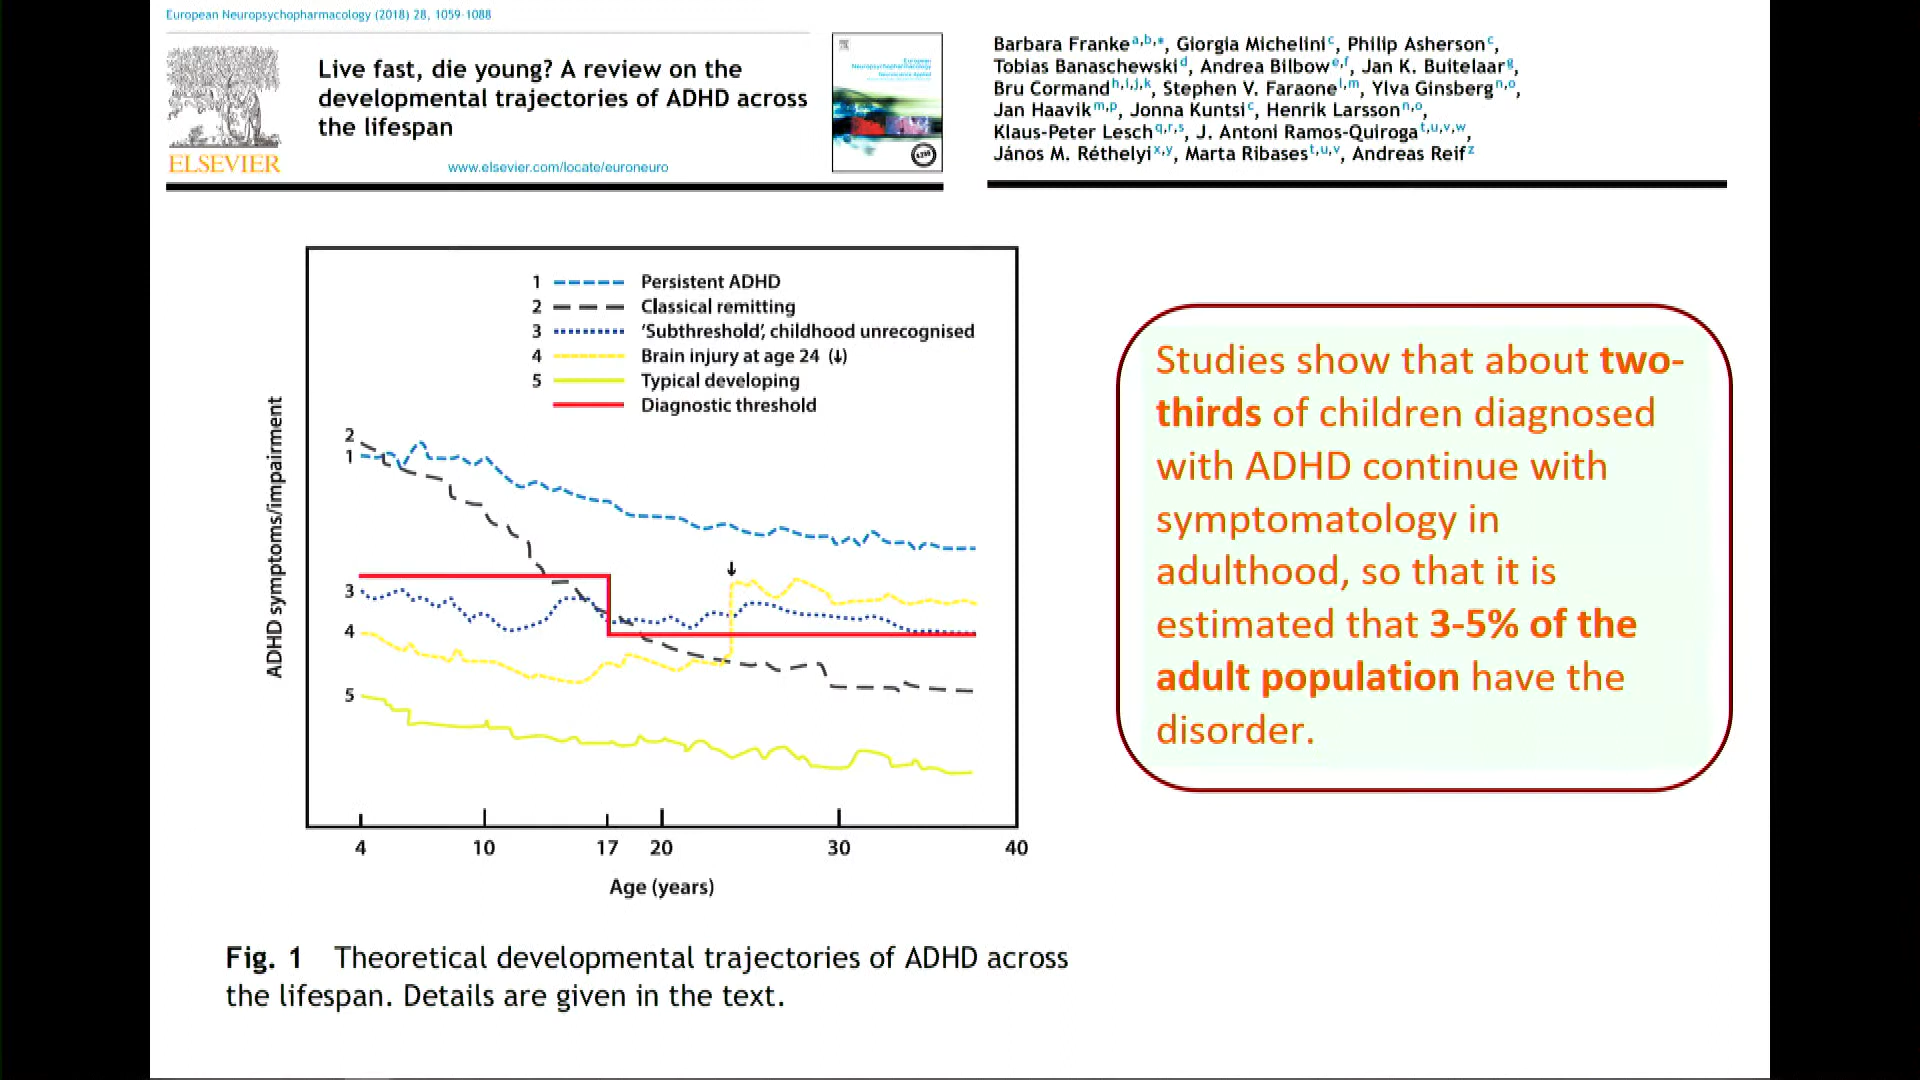 European Neuropsychopharmacology (2018) 28, 1059-1088
Live fast, die young? A review on the
developmental trajectories of ADHD across
the lifespan
ELSEVIER
www.elsevier.com/locate/euroneuro
European
Neuropsychopharmacology
Barbara Franke a,b,*, Giorgia Michelini c, Philip Asherson c,
Tobias Banaschewski d, Andrea Bilbow e,f, Jan K. Buitelaar g,
Bru Cormand h,i,j,k, Stephen V. Faraone l,m, Ylva Ginsberg n,o,
Jan Haavik m,p, Jonna Kuntsi c, Henrik Larsson n,o,
Klaus-Peter Lesch q,r,s, J. Antoni Ramos-Quiroga t,u,v,w,
János M. Réthelyi x,y, Marta Ribases t,u,v, Andreas Reif z
1 Persistent ADHD
2 Classical remitting
3 ‘Subthreshold’, childhood unrecognised
4 Brain injury at age 24 (↓)
5 Typical developing
Diagnostic threshold
ADHD symptoms/impairment
2
1
3
4
5
↓
4 10 17 20 30 40
Age (years)
Fig. 1 Theoretical developmental trajectories of ADHD across
the lifespan. Details are given in the text.
Studies show that about two-
thirds of children diagnosed
with ADHD continue with
symptomatology in
adulthood, so that it is
estimated that 3-5% of the
adult population have the
disorder.